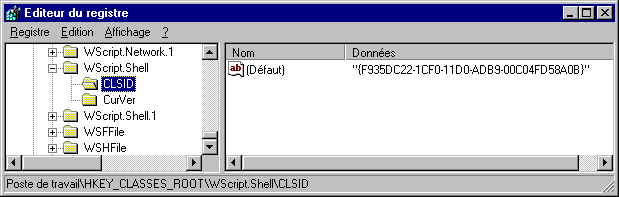 Editeur du registre
Registre Edition Affichage ?
WScript.Network.1
WScript.Shell
CLSID
CurVer
WScript.Shell.1
WSFFile
WSHFile
Nom Données
ab (Défaut) "{F935DC22-1CF0-11D0-ADB9-00C04FD58A0B}"
Poste de travail\HKEY_CLASSES_ROOT\WScript.Shell\CLSID